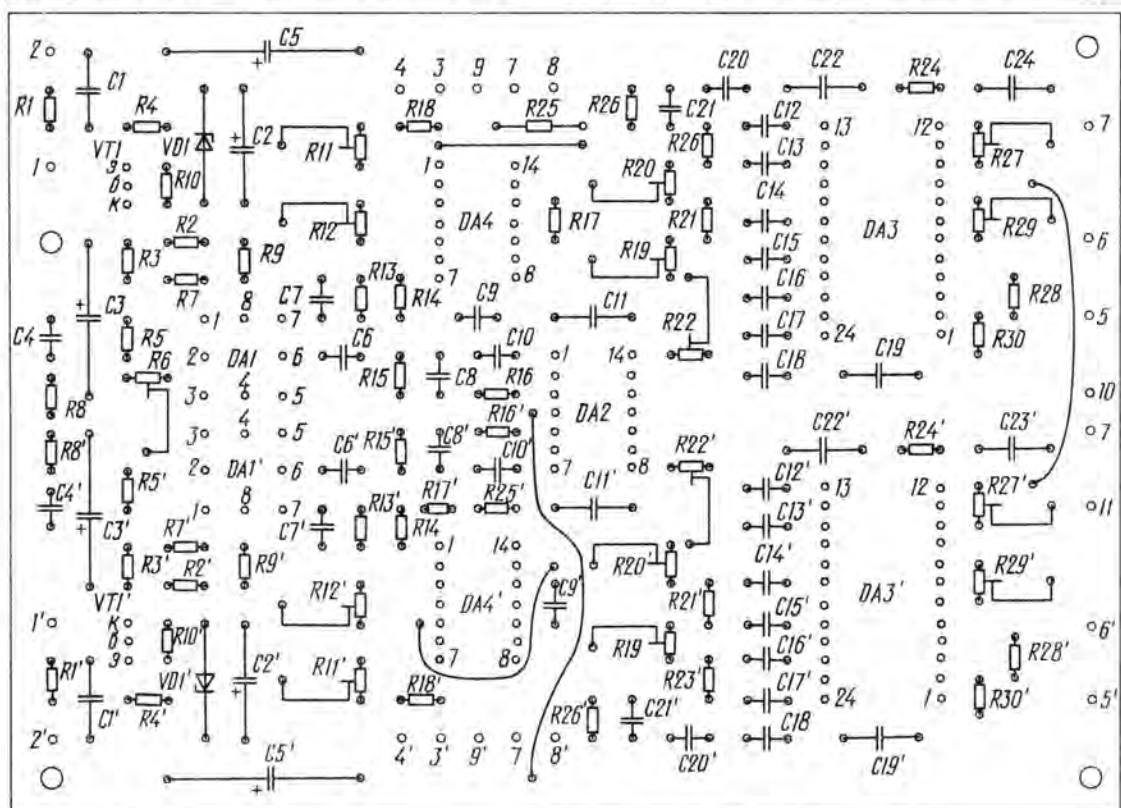 2 C1 + C5 + 4 3 9 7 8 C20 C22 R24 C24
R1 R4 VD1 C2 + R11 R18 R25 R26 C21 C12 13 12 7
1 VT1 э б к R10 1 14 R20 R26 C13 R27
R2 R12 DA4 R17 R21 C14 DA3 R29
R3 R9 R19 C15 6
C4 C3 + R7 8 C7 R13 R14 7 8 C9 C11 C16 R28
1 7 C17 24 1 R30 5
R5 2 DA1 6 C6 C10 1 14 R22 C18 C19
R6 4 R15 C8 R16
R8 3 5 DA2 10
4 R16'
R8' 3 5 C6' R15' C8' C10' R22' C22' R24' C23' 7
2 DA1' 6 7 8
C4' R5' 8 R13' R17' R25' C11' C12' 13 12 R27' 11
C3' + 1 7 C7' R14 C13'
R7' 1 14
R3' R2' R9' R20' C14' R29'
VT1' R12' DA4' C9' R21' DA3'
1' к б э R10' C15' 6'
R1' VD1' C2' + R11' 7 8 R19 C16' R28'
C1' R4' R18' R23' C17' 24 1 R30' 5'
R26' C21' C18
2' C5' + 4' 3' 9' 7 8' C20' C19'